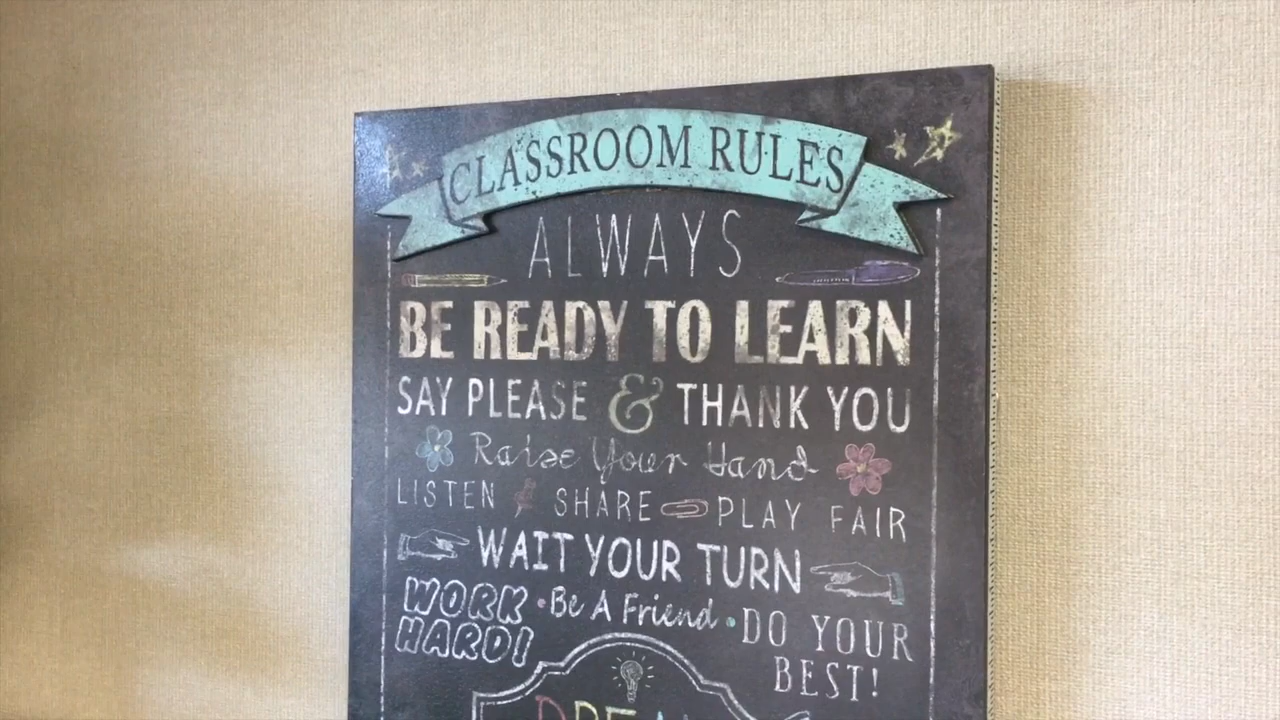 CLASSROOM RULES
ALWAYS
BE READY TO LEARN
SAY PLEASE & THANK YOU
Raise Your Hand
LISTEN SHARE PLAY FAIR
WAIT YOUR TURN
WORK HARD! • Be A Friend • DO YOUR BEST!